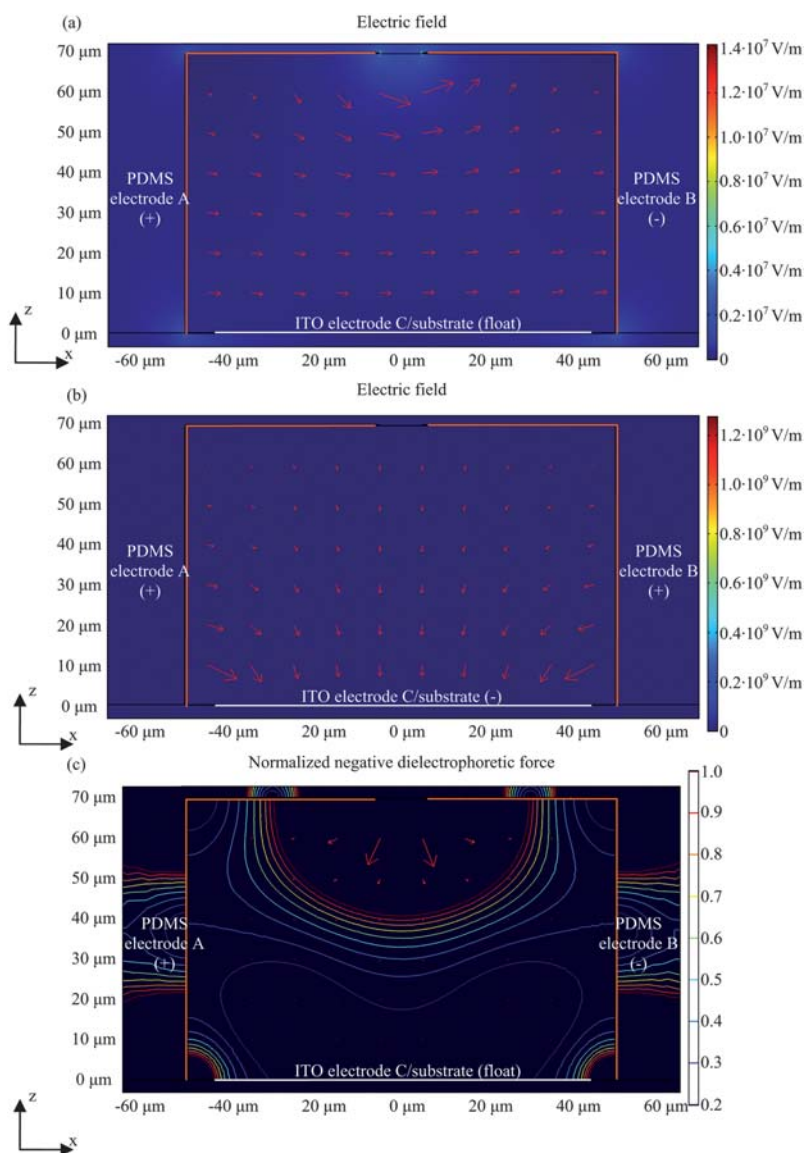 (a)
Electric field
70 μm
60 μm
50 μm
40 μm
30 μm
20 μm
10 μm
0 μm
PDMS
electrode A
(+)
PDMS
electrode B
(-)
ITO electrode C/substrate (float)
1.4·10⁷ V/m
1.2·10⁷ V/m
1.0·10⁷ V/m
0.8·10⁷ V/m
0.6·10⁷ V/m
0.4·10⁷ V/m
0.2·10⁷ V/m
0
z
x
-60 μm
-40 μm
-20 μm
0 μm
20 μm
40 μm
60 μm
(b)
Electric field
70 μm
60 μm
50 μm
40 μm
30 μm
20 μm
10 μm
0 μm
PDMS
electrode A
(+)
PDMS
electrode B
(+)
ITO electrode C/substrate (-)
1.2·10⁹ V/m
1.0·10⁹ V/m
0.8·10⁹ V/m
0.6·10⁹ V/m
0.4·10⁹ V/m
0.2·10⁹ V/m
0
z
x
-60 μm
-40 μm
-20 μm
0 μm
20 μm
40 μm
60 μm
(c)
Normalized negative dielectrophoretic force
70 μm
60 μm
50 μm
40 μm
30 μm
20 μm
10 μm
0 μm
PDMS
electrode A
(+)
PDMS
electrode B
(-)
ITO electrode C/substrate (float)
1.0
0.9
0.8
0.7
0.6
0.5
0.4
0.3
0.2
z
x
-60 μm
-40 μm
-20 μm
0 μm
20 μm
40 μm
60 μm